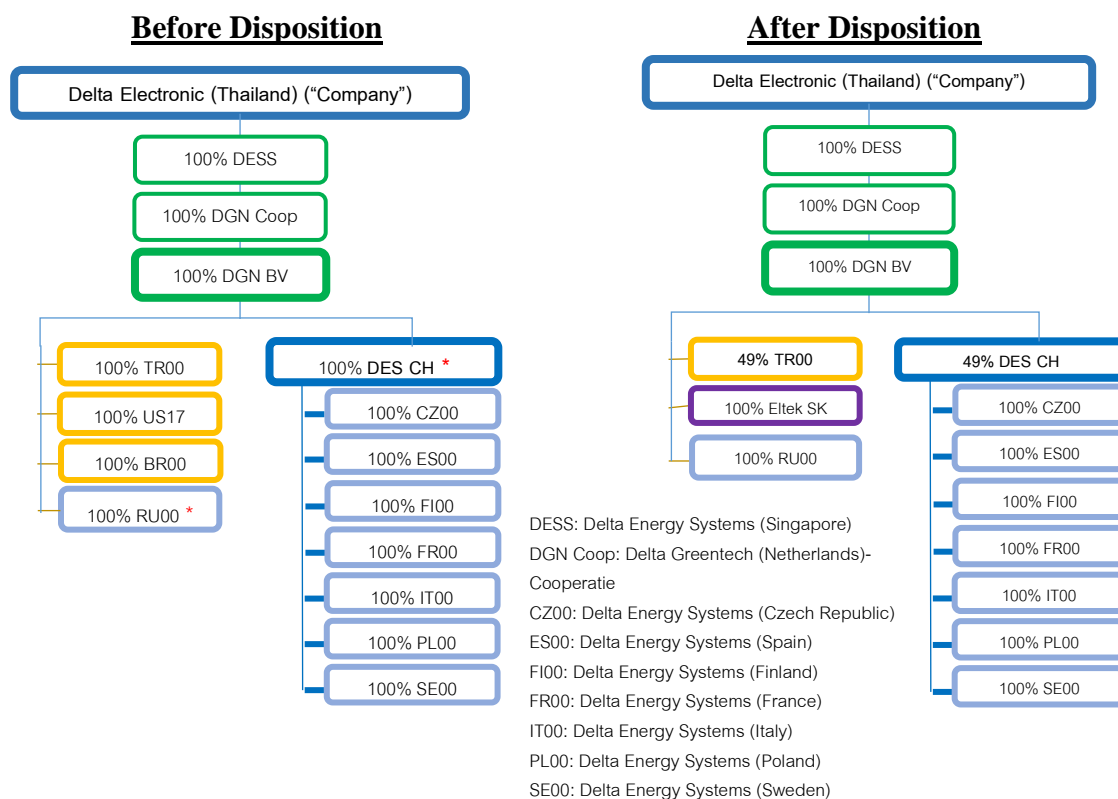 Before Disposition
Delta Electronic (Thailand) (“Company”)
100% DESS
100% DGN Coop
100% DGN BV
100% TR00
100% US17
100% BR00
100% RU00 *
100% DES CH *
100% CZ00
100% ES00
100% FI00
100% FR00
100% IT00
100% PL00
100% SE00
After Disposition
Delta Electronic (Thailand) (“Company”)
100% DESS
100% DGN Coop
100% DGN BV
49% TR00
100% Eltek SK
100% RU00
49% DES CH
100% CZ00
100% ES00
100% FI00
100% FR00
100% IT00
100% PL00
100% SE00
DESS: Delta Energy Systems (Singapore)
DGN Coop: Delta Greentech (Netherlands)-
Cooperatie
CZ00: Delta Energy Systems (Czech Republic)
ES00: Delta Energy Systems (Spain)
FI00: Delta Energy Systems (Finland)
FR00: Delta Energy Systems (France)
IT00: Delta Energy Systems (Italy)
PL00: Delta Energy Systems (Poland)
SE00: Delta Energy Systems (Sweden)